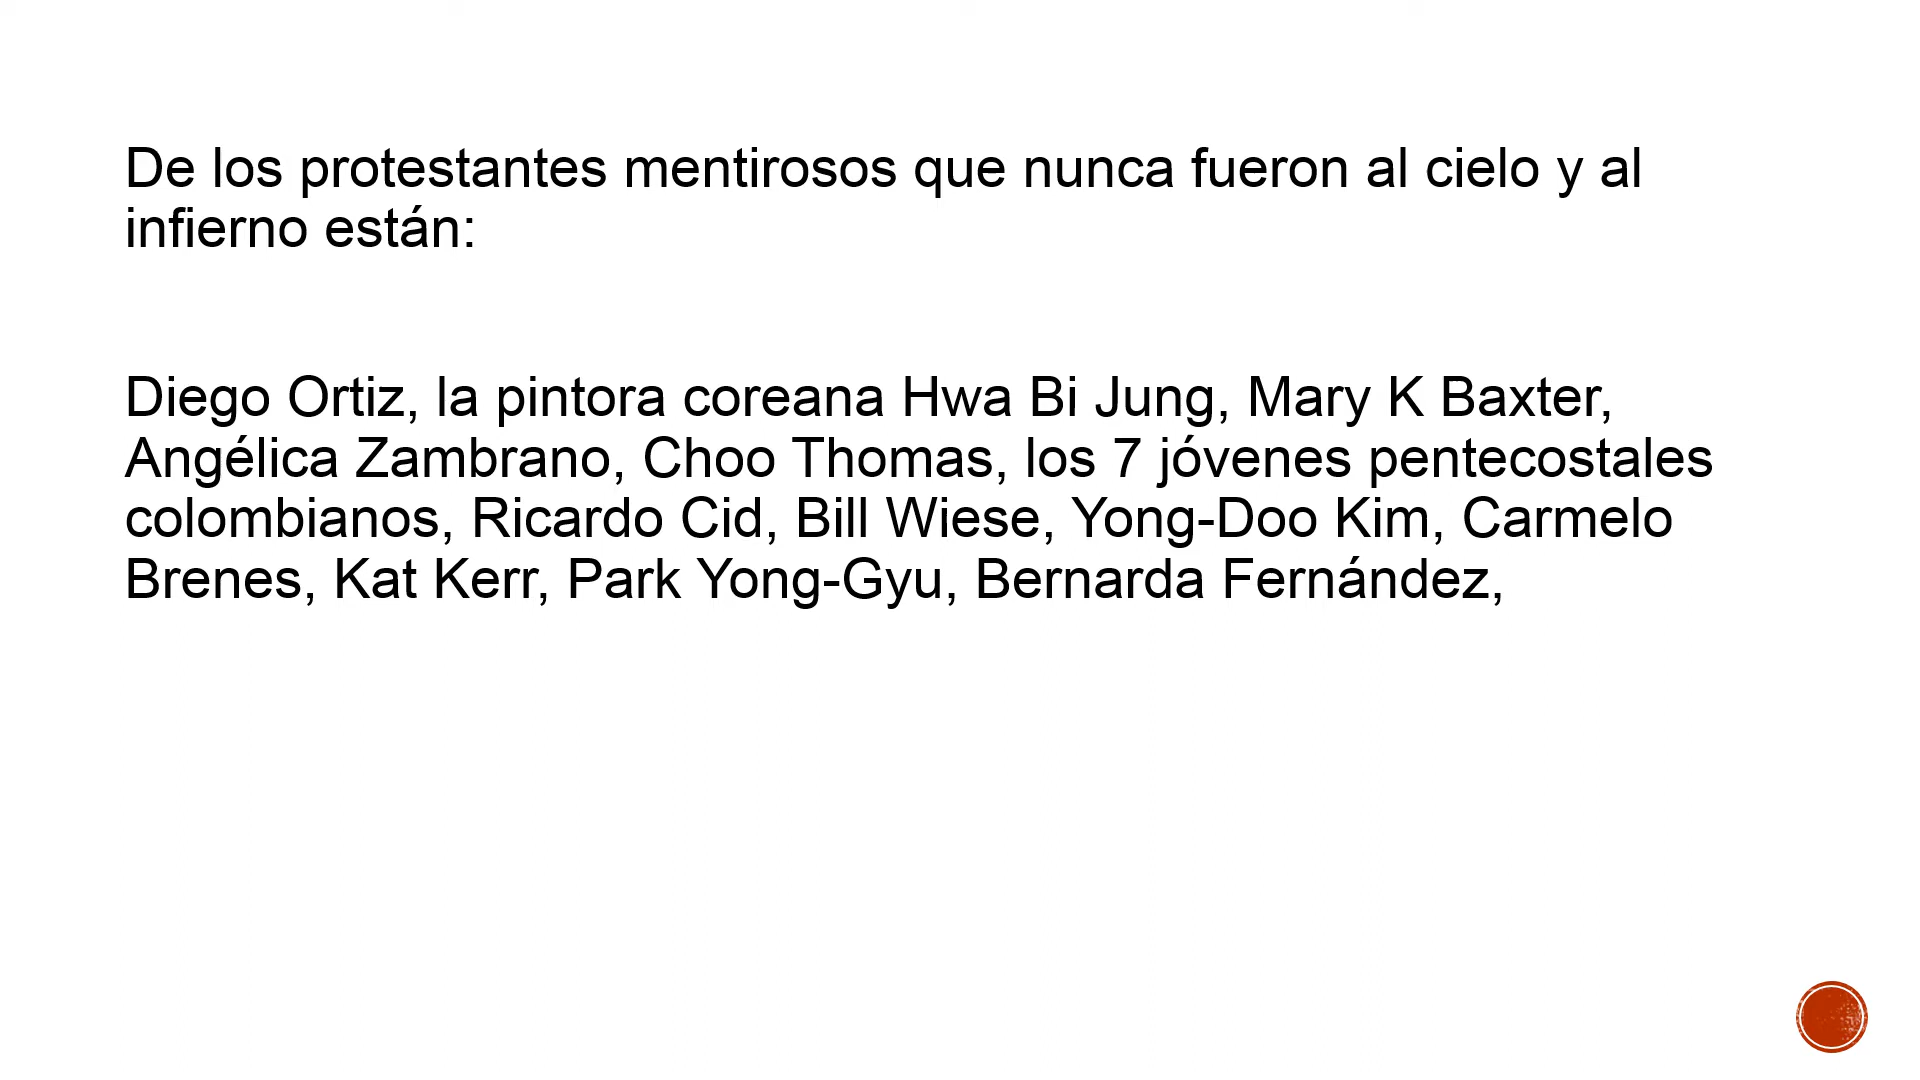 De los protestantes mentirosos que nunca fueron al cielo y al
infierno están:
Diego Ortiz, la pintora coreana Hwa Bi Jung, Mary K Baxter,
Angélica Zambrano, Choo Thomas, los 7 jóvenes pentecostales
colombianos, Ricardo Cid, Bill Wiese, Yong-Doo Kim, Carmelo
Brenes, Kat Kerr, Park Yong-Gyu, Bernarda Fernández,